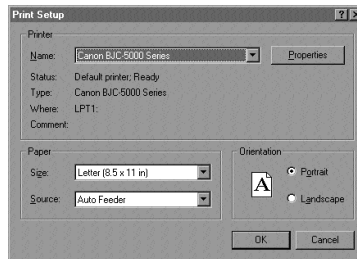 Print Setup
Printer
Name: Canon BJC-5000 Series Properties
Status: Default printer; Ready
Type: Canon BJC-5000 Series
Where: LPT1:
Comment:
Paper
Size: Letter (8.5 x 11 in)
Source: Auto Feeder
Orientation
A
Portrait
Landscape
OK Cancel